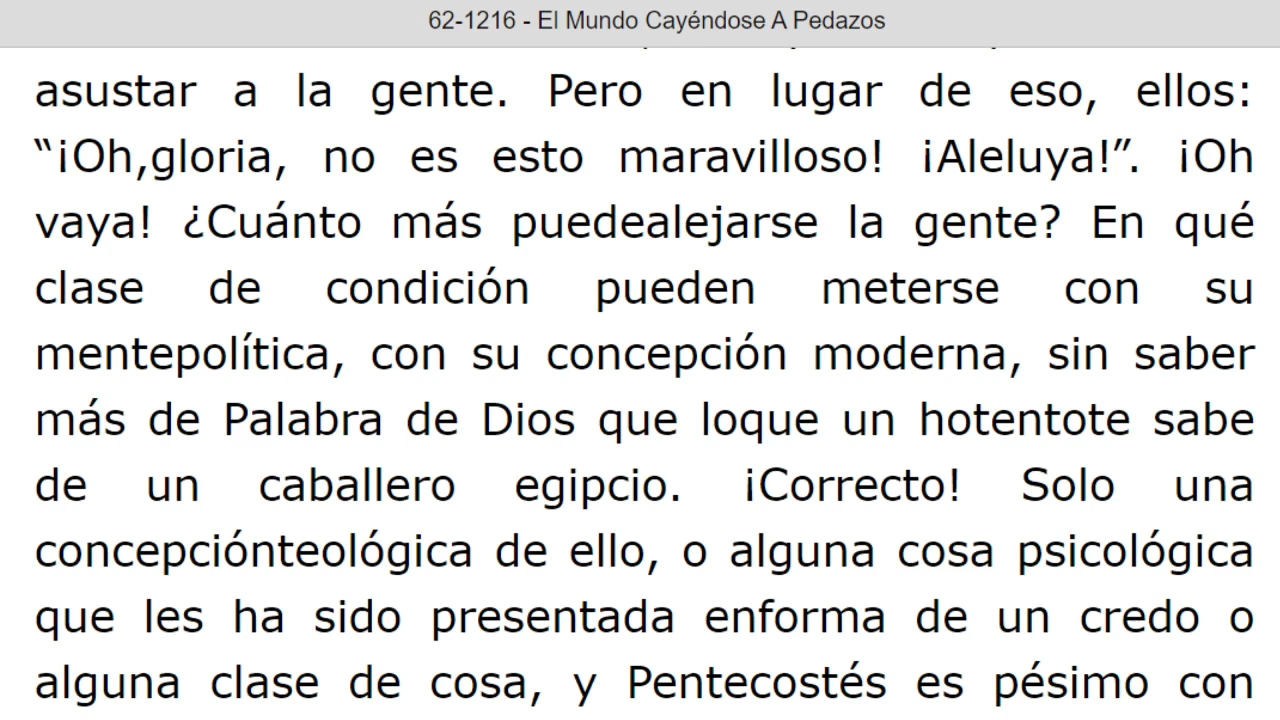 62-1216 - El Mundo Cayéndose A Pedazos
asustar a la gente. Pero en lugar de eso, ellos:
“¡Oh,gloria, no es esto maravilloso! ¡Aleluya!”. ¡Oh
vaya! ¿Cuánto más puedealejarse la gente? En qué
clase de condición pueden meterse con su
mentepolítica, con su concepción moderna, sin saber
más de Palabra de Dios que loque un hotentote sabe
de un caballero egipcio. ¡Correcto! Solo una
concepciónteológica de ello, o alguna cosa psicológica
que les ha sido presentada enforma de un credo o
alguna clase de cosa, y Pentecostés es pésimo con